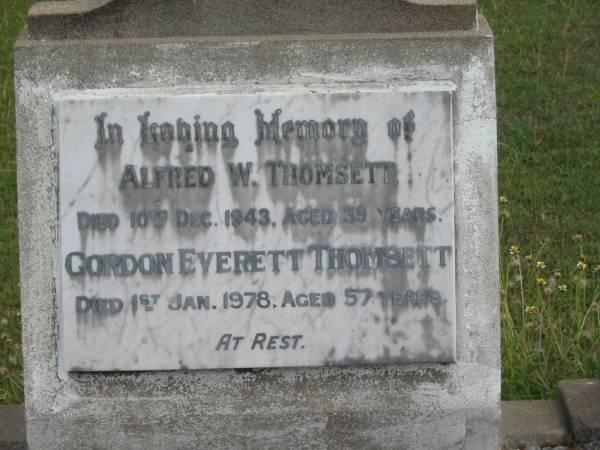 In Loving Memory of
ALFRED W. THOMSETT
DIED 10TH DEC. 1943, AGED 39 YEARS.
GORDON EVERETT THOMSETT
DIED 1ST JAN. 1978, AGED 57 YEARS.
AT REST.